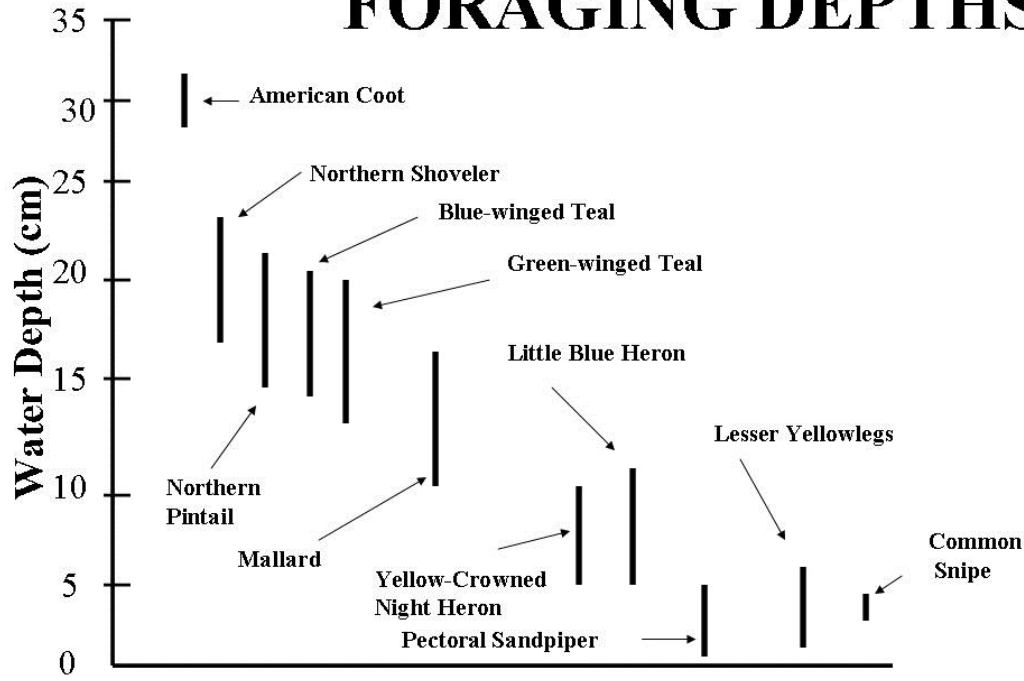 FORAGING DEPTHS
35
30
25
20
15
10
5
0
Water Depth (cm)
American Coot
Northern Shoveler
Blue-winged Teal
Green-winged Teal
Little Blue Heron
Lesser Yellowlegs
Northern
Pintail
Mallard
Common
Snipe
Yellow-Crowned
Night Heron
Pectoral Sandpiper